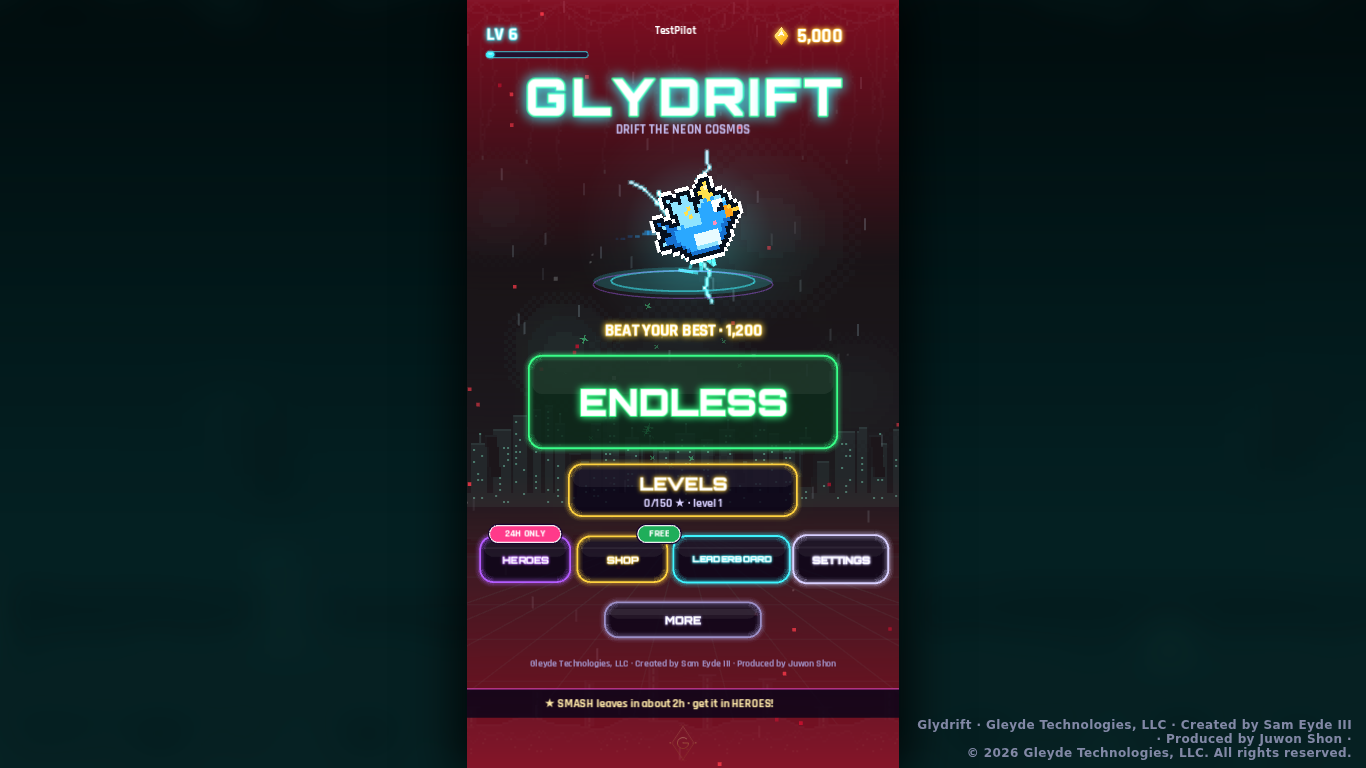 LV 6
TestPilot
5,000
GLYDRIFT
DRIFT THE NEON COSMOS
BEAT YOUR BEST · 1,200
ENDLESS
LEVELS
0/150 ★ · level 1
24H ONLY
FREE
HEROES
SHOP
LEADERBOARD
SETTINGS
MORE
Gleyde Technologies, LLC · Created by Sam Eyde III · Produced by Juwon Shon
★ SMASH leaves in about 2h · get it in HEROES!
G
Glydrift · Gleyde Technologies, LLC · Created by Sam Eyde III
· Produced by Juwon Shon ·
© 2026 Gleyde Technologies, LLC. All rights reserved.